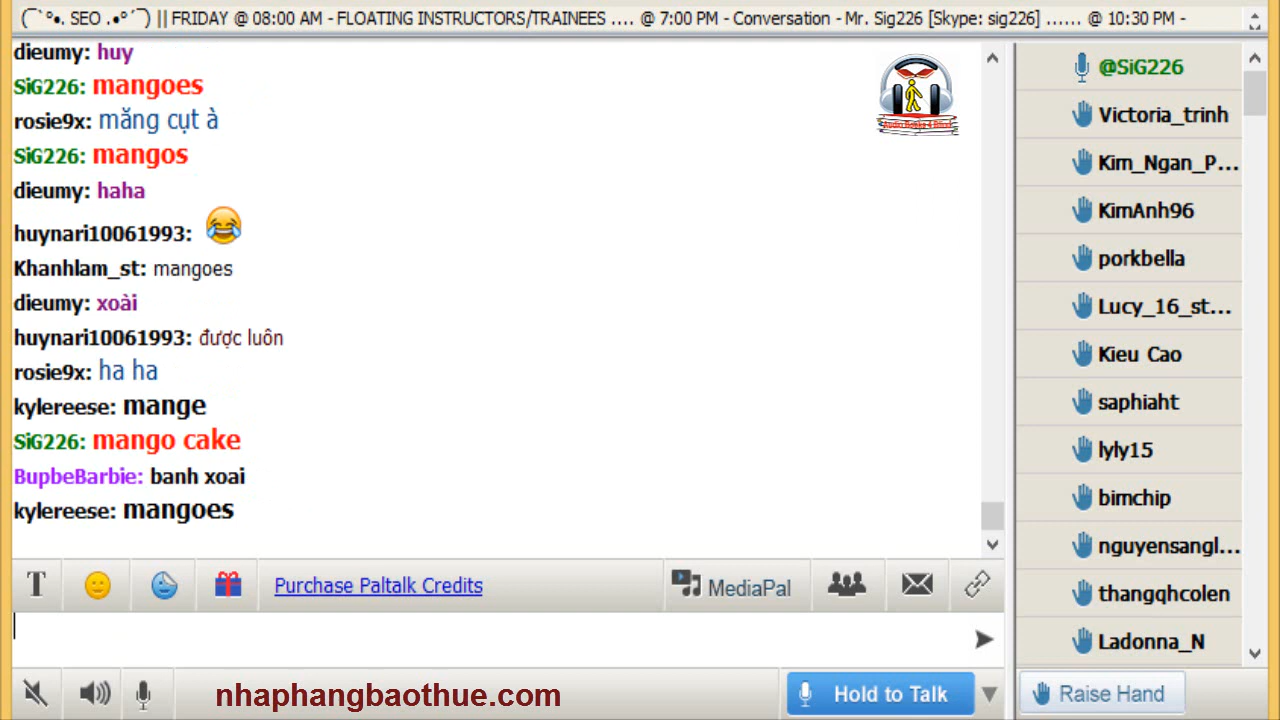 (¯`°•. SEO .•°´¯) || FRIDAY @ 08:00 AM - FLOATING INSTRUCTORS/TRAINEES .... @ 7:00 PM - Conversation - Mr. Sig226 [Skype: sig226] ...... @ 10:30 PM -
dieumy: huy
SiG226: mangoes
rosie9x: măng cụt à
SiG226: mangos
dieumy: haha
huynari10061993:
Khanhlam_st: mangoes
dieumy: xoài
huynari10061993: được luôn
rosie9x: ha ha
kylereese: mange
SiG226: mango cake
BupbeBarbie: banh xoai
kylereese: mangoes
@SiG226
Victoria_trinh
Kim_Ngan_P...
KimAnh96
porkbella
Lucy_16_st...
Kieu Cao
saphiaht
lyly15
bimchip
nguyensangl...
thangqhcolen
Ladonna_N
T
Purchase Paltalk Credits
MediaPal
nhaphangbaothue.com
Hold to Talk
Raise Hand